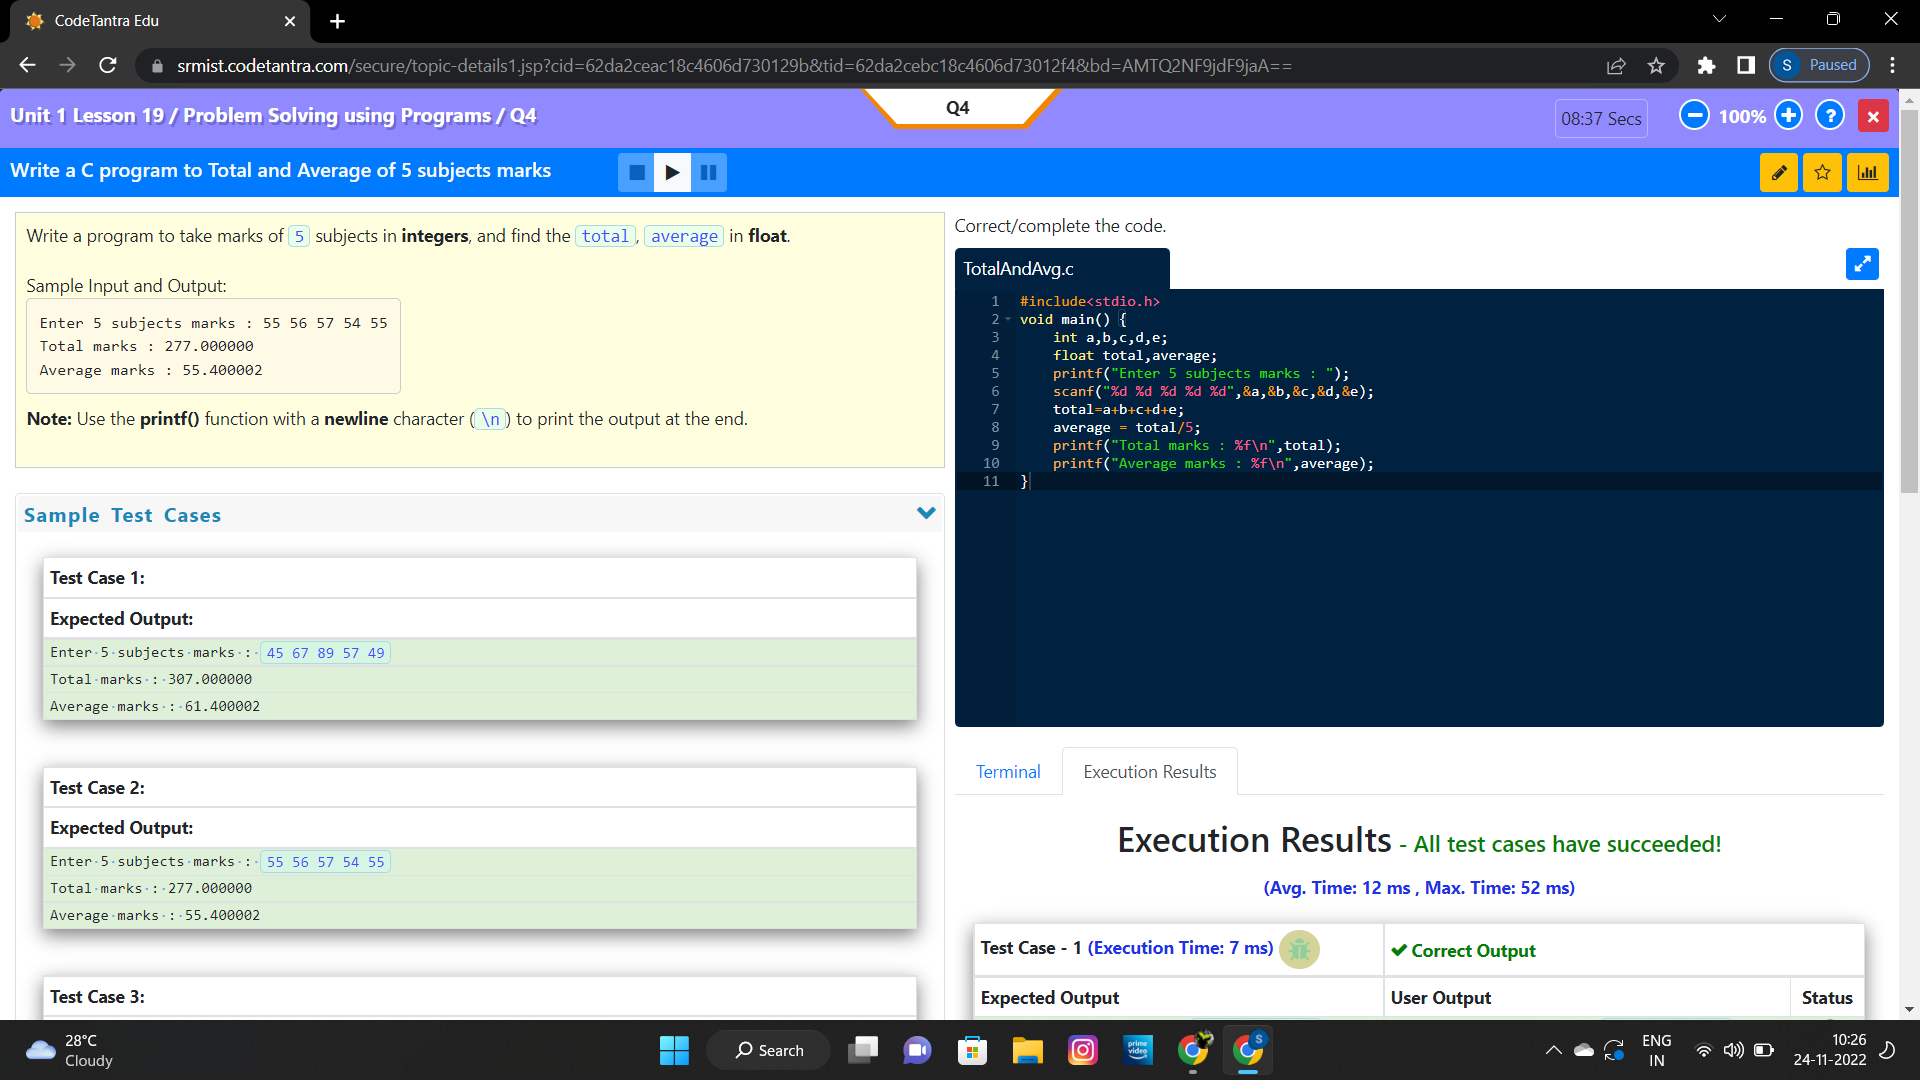 CodeTantra Edu
srmist.codetantra.com/secure/topic-details1.jsp?cid=62da2ceac18c4606d730129b&tid=62da2cebc18c4606d73012f4&bd=AMTQ2NF9jdF9jaA==
S Paused
Unit 1 Lesson 19 / Problem Solving using Programs / Q4
Q4
08:37 Secs
100%
?
Write a C program to Total and Average of 5 subjects marks
Write a program to take marks of 5 subjects in integers, and find the total, average in float.
Sample Input and Output:
Enter 5 subjects marks : 55 56 57 54 55
Total marks : 277.000000
Average marks : 55.400002
Note: Use the printf() function with a newline character (\n) to print the output at the end.
Sample Test Cases
Test Case 1:
Expected Output:
Enter·5·subjects·marks·:·45 67 89 57 49
Total·marks·:·307.000000
Average·marks·:·61.400002
Test Case 2:
Expected Output:
Enter·5·subjects·marks·:·55 56 57 54 55
Total·marks·:·277.000000
Average·marks·:·55.400002
Test Case 3:
Correct/complete the code.
TotalAndAvg.c
1 #include<stdio.h>
2 void main() {
3 int a,b,c,d,e;
4 float total,average;
5 printf("Enter 5 subjects marks : ");
6 scanf("%d %d %d %d %d",&a,&b,&c,&d,&e);
7 total=a+b+c+d+e;
8 average = total/5;
9 printf("Total marks : %f\n",total);
10 printf("Average marks : %f\n",average);
11 }
Terminal
Execution Results
Execution Results - All test cases have succeeded!
(Avg. Time: 12 ms , Max. Time: 52 ms)
Test Case - 1 (Execution Time: 7 ms)
Correct Output
Expected Output
User Output
Status
28°C
Cloudy
Search
prime video
S
ENG
IN
10:26
24-11-2022